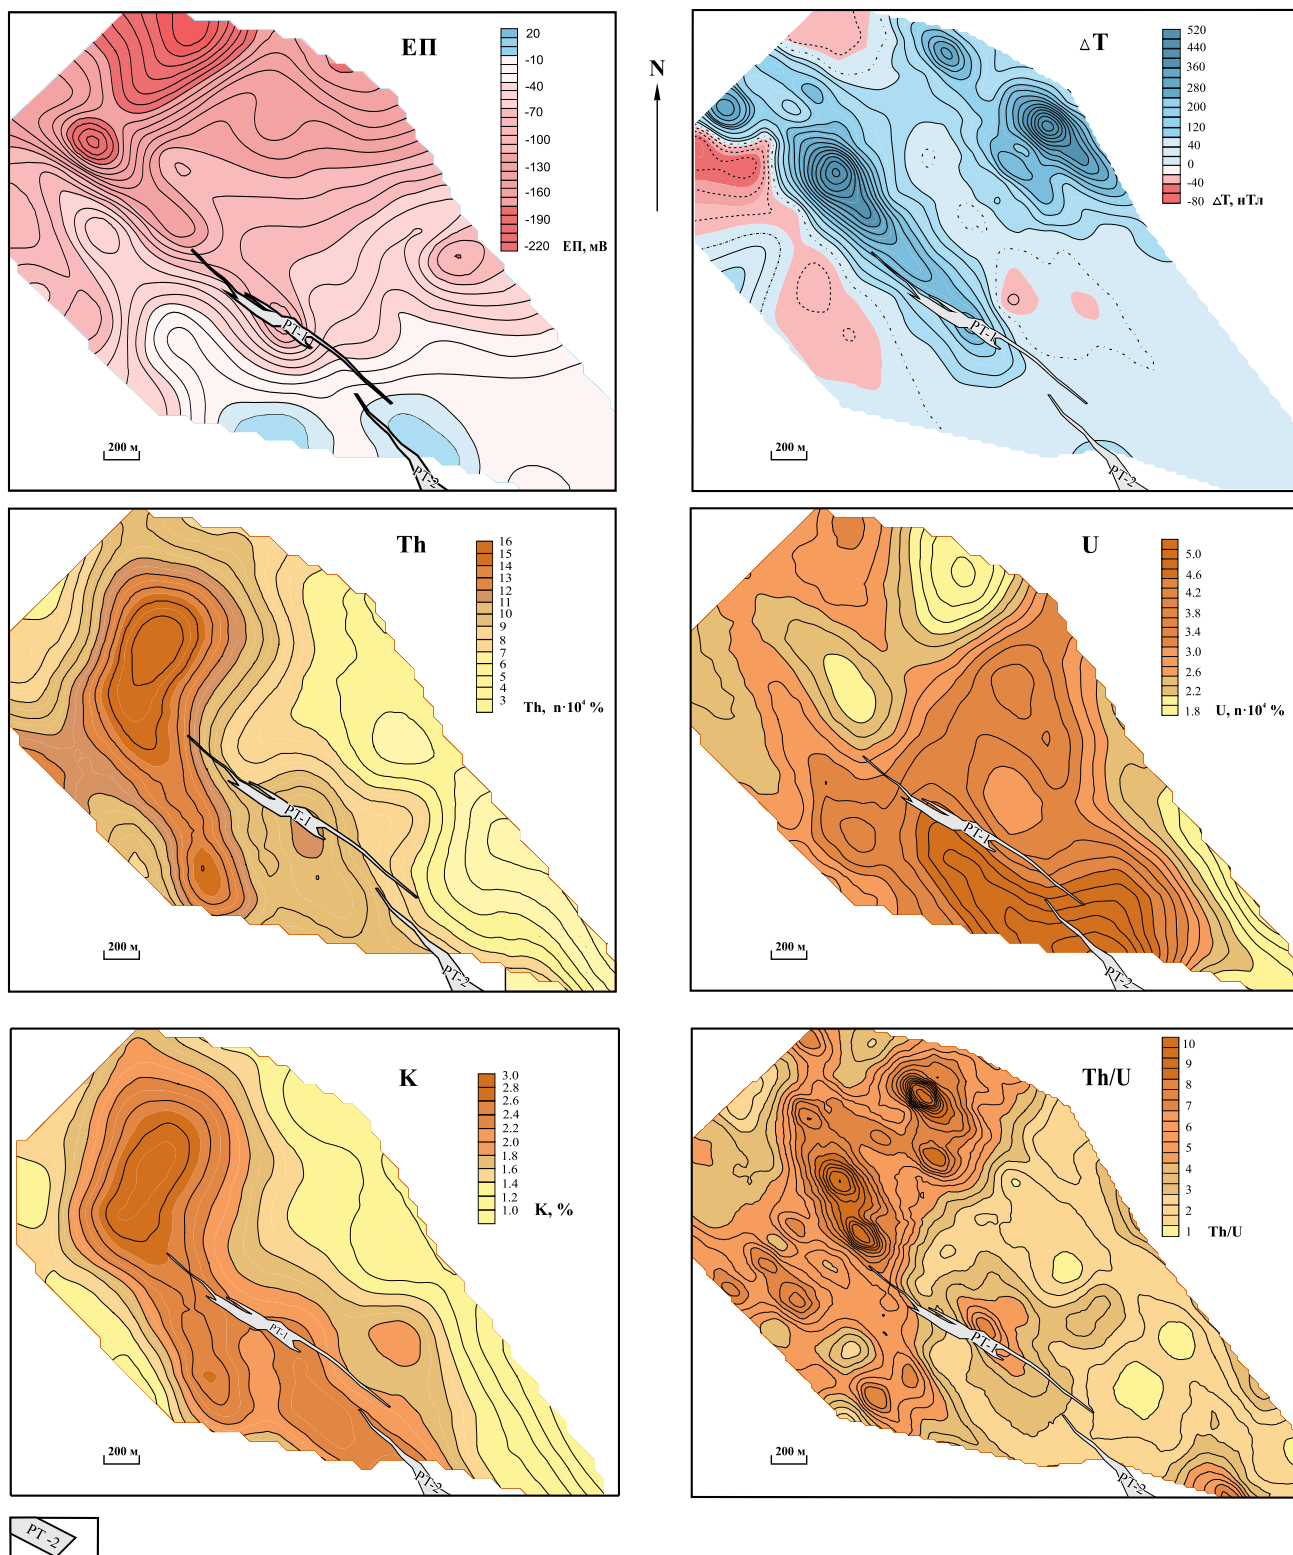 ЕП
20
-10
-40
-70
-100
-130
-160
-190
-220
ЕП, мВ
РТ-1
РТ-2
200 м
N
ΔT
520
440
360
280
200
120
40
0
-40
-80
ΔT, нТл
РТ-1
РТ-2
200 м
Th
16
15
14
13
12
11
10
9
8
7
6
5
4
3
Th, n·10⁴ %
РТ-1
РТ-2
200 м
U
5.0
4.6
4.2
3.8
3.4
3.0
2.6
2.2
1.8
U, n·10⁴ %
РТ-1
РТ-2
200 м
K
3.0
2.8
2.6
2.4
2.2
2.0
1.8
1.6
1.4
1.2
1.0
K, %
РТ-1
РТ-2
200 м
Th/U
10
9
8
7
6
5
4
3
2
1
Th/U
РТ-1
РТ-2
200 м
РТ -2